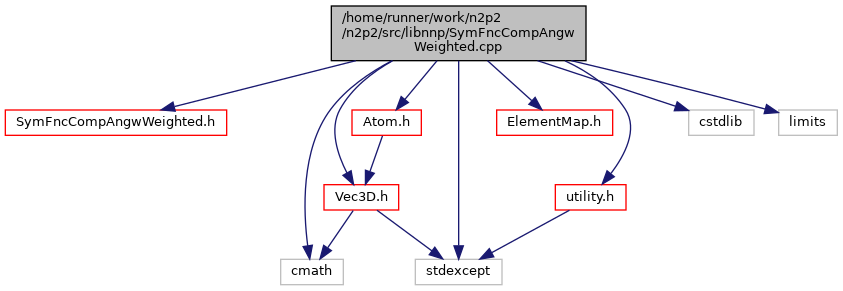 /home/runner/work/n2p2
/n2p2/src/libnnp/SymFncCompAngw
Weighted.cpp
SymFncCompAngwWeighted.h
Atom.h
ElementMap.h
cstdlib
limits
Vec3D.h
utility.h
cmath
stdexcept